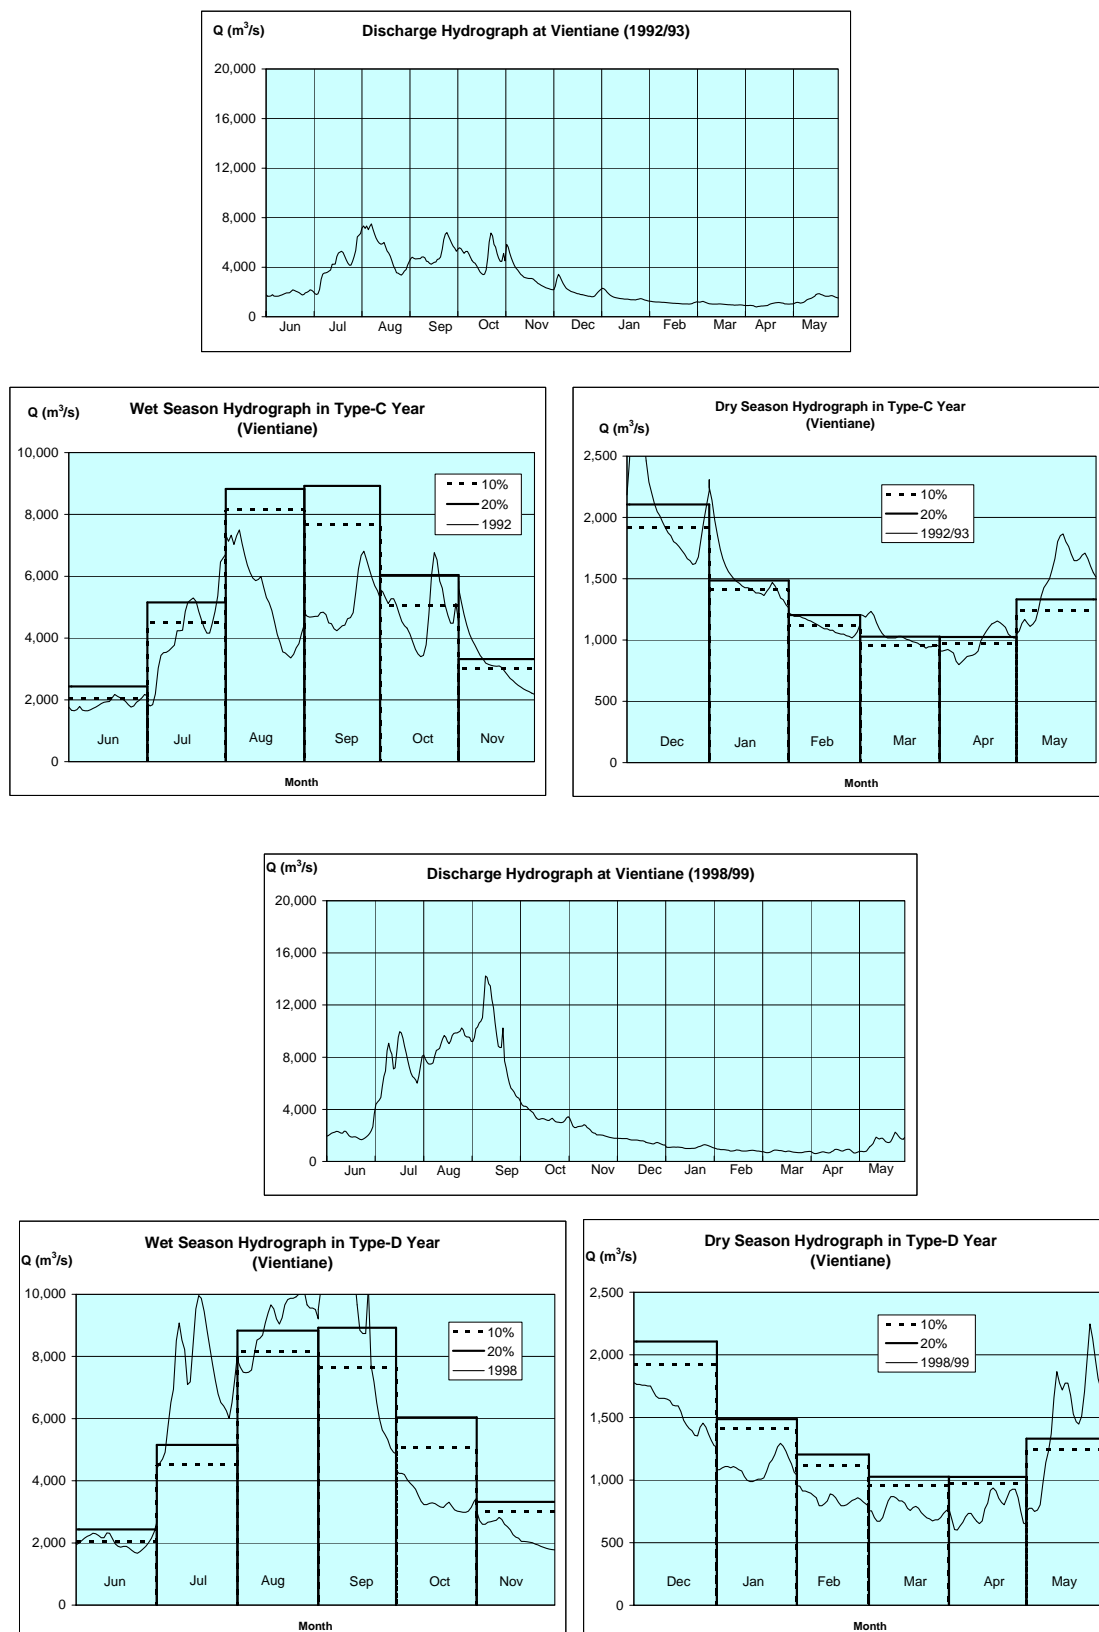 Q (m3/s)
Discharge Hydrograph at Vientiane (1992/93)
20,000
16,000
12,000
8,000
4,000
0
Jun Jul Aug Sep Oct Nov Dec Jan Feb Mar Apr May
Q (m3/s)
Wet Season Hydrograph in Type-C Year
(Vientiane)
10,000
8,000
6,000
4,000
2,000
0
10%
20%
1992
Jun Jul Aug Sep Oct Nov
Month
Dry Season Hydrograph in Type-C Year
(Vientiane)
Q (m3/s)
2,500
2,000
1,500
1,000
500
0
10%
20%
1992/93
Dec Jan Feb Mar Apr May
Month
Q (m3/s)
Discharge Hydrograph at Vientiane (1998/99)
20,000
16,000
12,000
8,000
4,000
0
Jun Jul Aug Sep Oct Nov Dec Jan Feb Mar Apr May
Wet Season Hydrograph in Type-D Year
(Vientiane)
Q (m3/s)
10,000
8,000
6,000
4,000
2,000
0
10%
20%
1998
Jun Jul Aug Sep Oct Nov
Month
Dry Season Hydrograph in Type-D Year
(Vientiane)
Q (m3/s)
2,500
2,000
1,500
1,000
500
0
10%
20%
1998/99
Dec Jan Feb Mar Apr May
Month